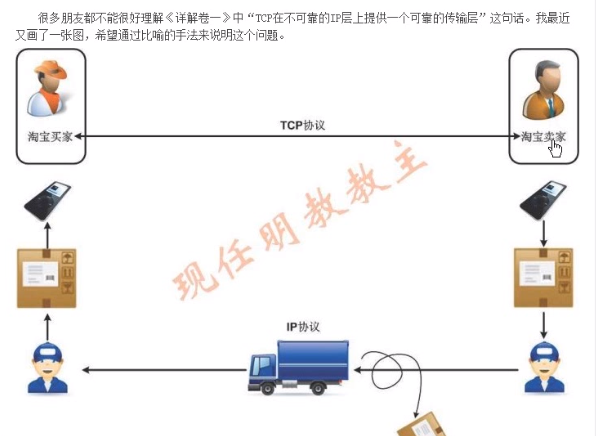 很多朋友都不能很好理解《详解卷一》中“TCP在不可靠的IP层上提供一个可靠的传输层”这句话。我最近
又画了一张图，希望通过比喻的手法来说明这个问题。
淘宝买家
TCP协议
淘宝卖家
现任明教教主
IP协议